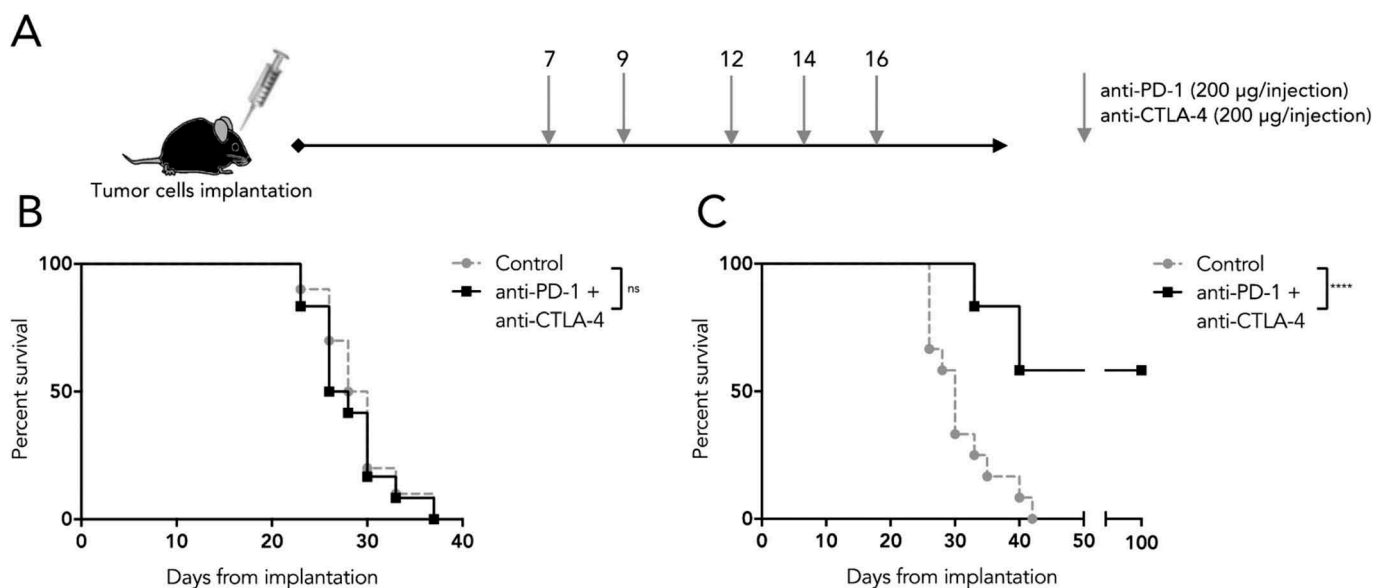 A
7 9 12 14 16
anti-PD-1 (200 µg/injection)
anti-CTLA-4 (200 µg/injection)
Tumor cells implantation
B
100
50
0
0 10 20 30 40
Percent survival
Days from implantation
Control
anti-PD-1 +
anti-CTLA-4
ns
C
100
50
0
0 10 20 30 40 50 100
Percent survival
Days from implantation
Control
anti-PD-1 +
anti-CTLA-4
****